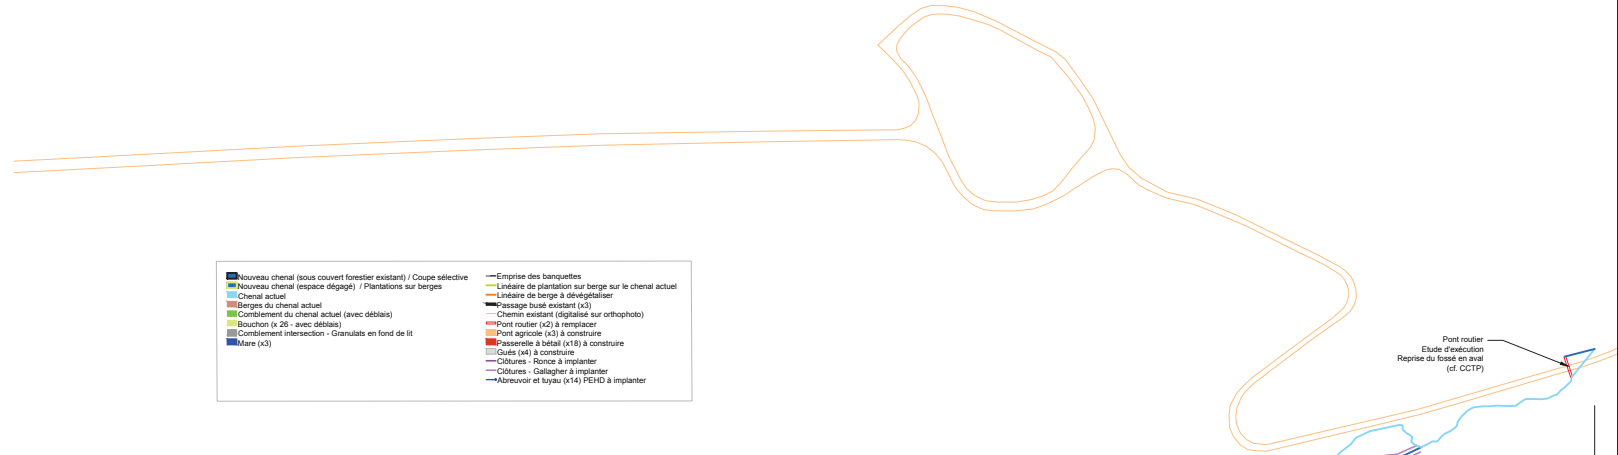 Nouveau chenal (sous couvert forestier existant) / Coupe sélective
Nouveau chenal (espace dégagé) / Plantations sur berges
Chenal actuel
Berges du chenal actuel
Comblement du chenal actuel (avec déblais)
Bouchon (x 26 - avec déblais)
Comblement intersection - Granulats en fond de lit
Mare (x3)
Emprise des banquettes
Linéaire de plantation sur berge sur le chenal actuel
Linéaire de berge à dévégétaliser
Passage busé existant (x3)
Chemin existant (digitalisé sur orthophoto)
Pont routier (x2) à remplacer
Pont agricole (x3) à construire
Passerelle à bétail (x18) à construire
Gués (x4) à construire
Clôtures - Ronce à implanter
Clôtures - Gallagher à implanter
Abreuvoir et tuyau (x14) PEHD à implanter
Pont routier
Etude d'exécution
Reprise du fossé en aval
(cf. CCTP)